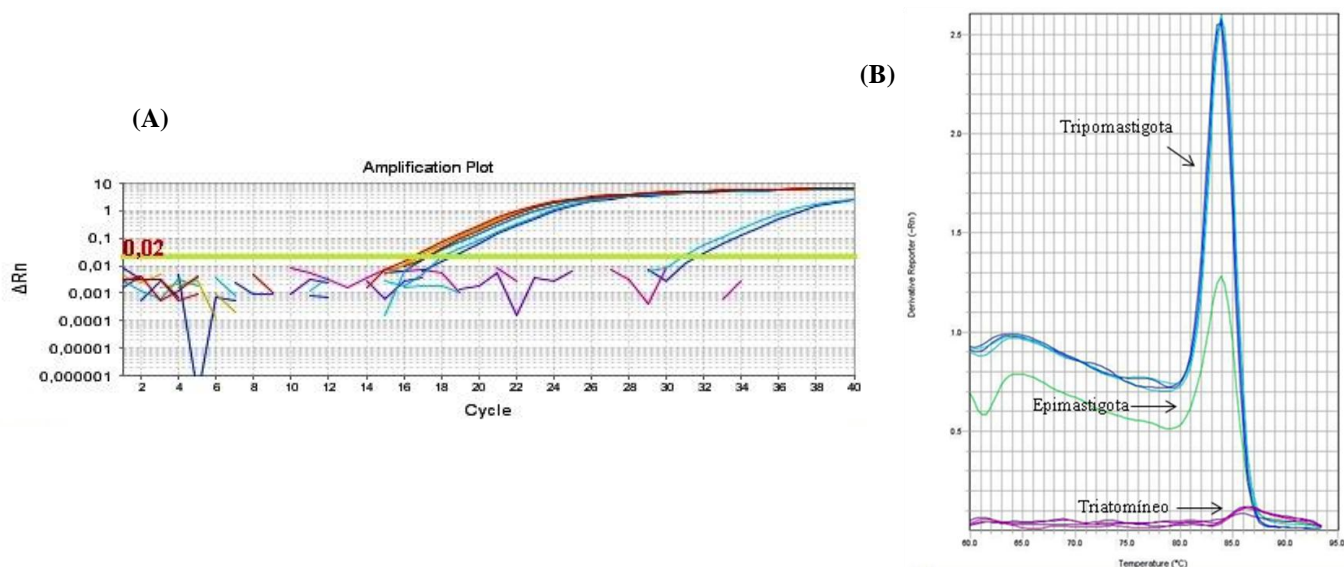 (A)
Amplification Plot
ΔRn
10
1
0,1
0,02
0,01
0,001
0,0001
0,00001
0,000001
2 4 6 8 10 12 14 16 18 20 22 24 26 28 30 32 34 36 38 40
Cycle
(B)
Derivative Reporter (-Rn)
2.5
2.0
1.5
1.0
0.5
Tripomastigota
Epimastigota
Triatomíneo
60.0 65.0 70.0 75.0 80.0 85.0 90.0 95.0
Temperature (°C)